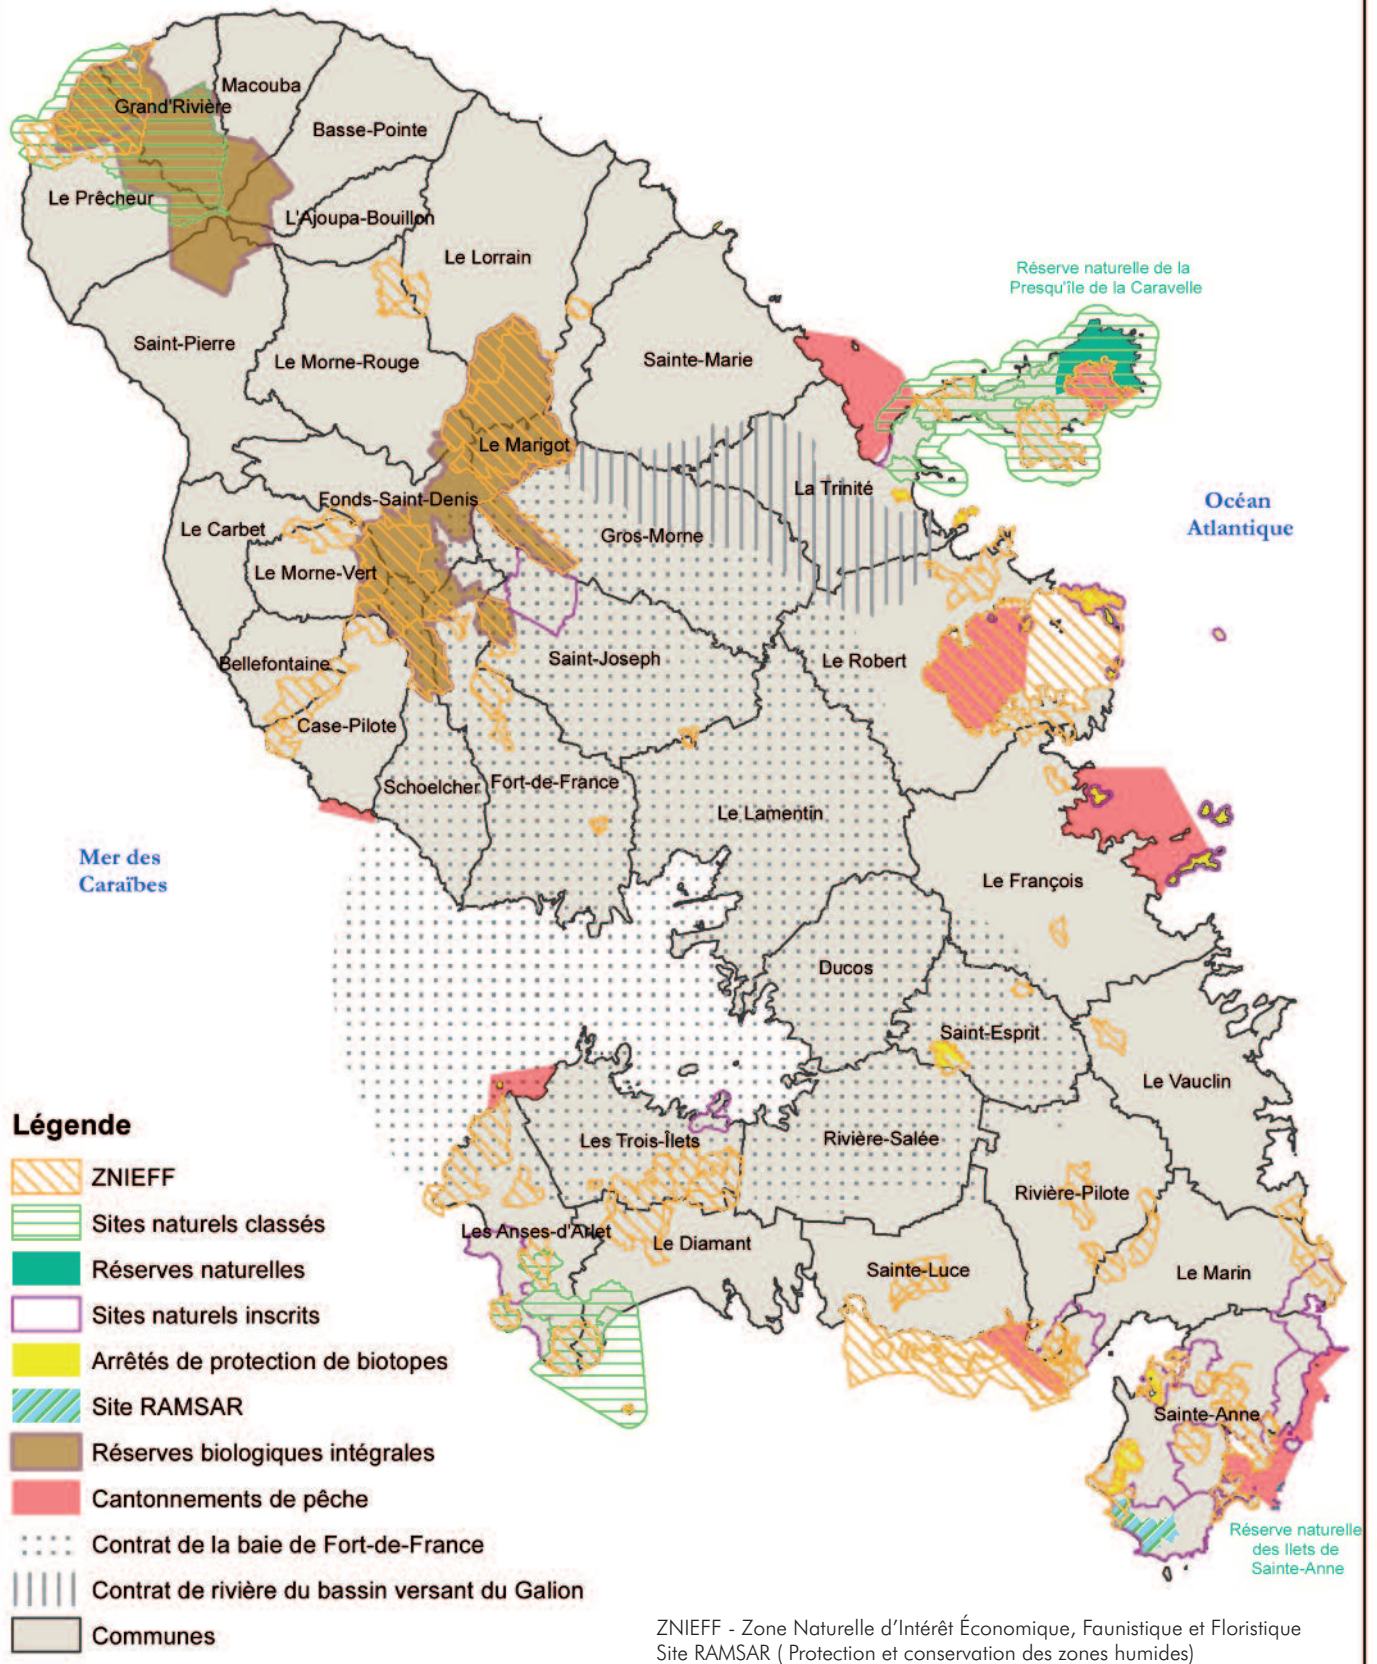 Macouba
Grand'Rivière
Basse-Pointe
Le Prêcheur
L'Ajoupa-Bouillon
Le Lorrain
Réserve naturelle de la
Presqu'île de la Caravelle
Saint-Pierre
Le Morne-Rouge
Sainte-Marie
Le Marigot
La Trinité
Fonds-Saint-Denis
Océan
Atlantique
Le Carbet
Gros-Morne
Le Morne-Vert
Bellefontaine
Saint-Joseph
Le Robert
Case-Pilote
Schoelcher
Fort-de-France
Le Lamentin
Mer des
Caraïbes
Le François
Ducos
Saint-Esprit
Le Vauclin
Les Trois-Îlets
Rivière-Salée
Rivière-Pilote
Les Anses-d'Arlet
Le Diamant
Sainte-Luce
Le Marin
Sainte-Anne
Réserve naturelle
des Ilets de
Sainte-Anne
Légende
ZNIEFF
Sites naturels classés
Réserves naturelles
Sites naturels inscrits
Arrêtés de protection de biotopes
Site RAMSAR
Réserves biologiques intégrales
Cantonnements de pêche
Contrat de la baie de Fort-de-France
Contrat de rivière du bassin versant du Galion
Communes
ZNIEFF - Zone Naturelle d'Intérêt Économique, Faunistique et Floristique
Site RAMSAR ( Protection et conservation des zones humides)